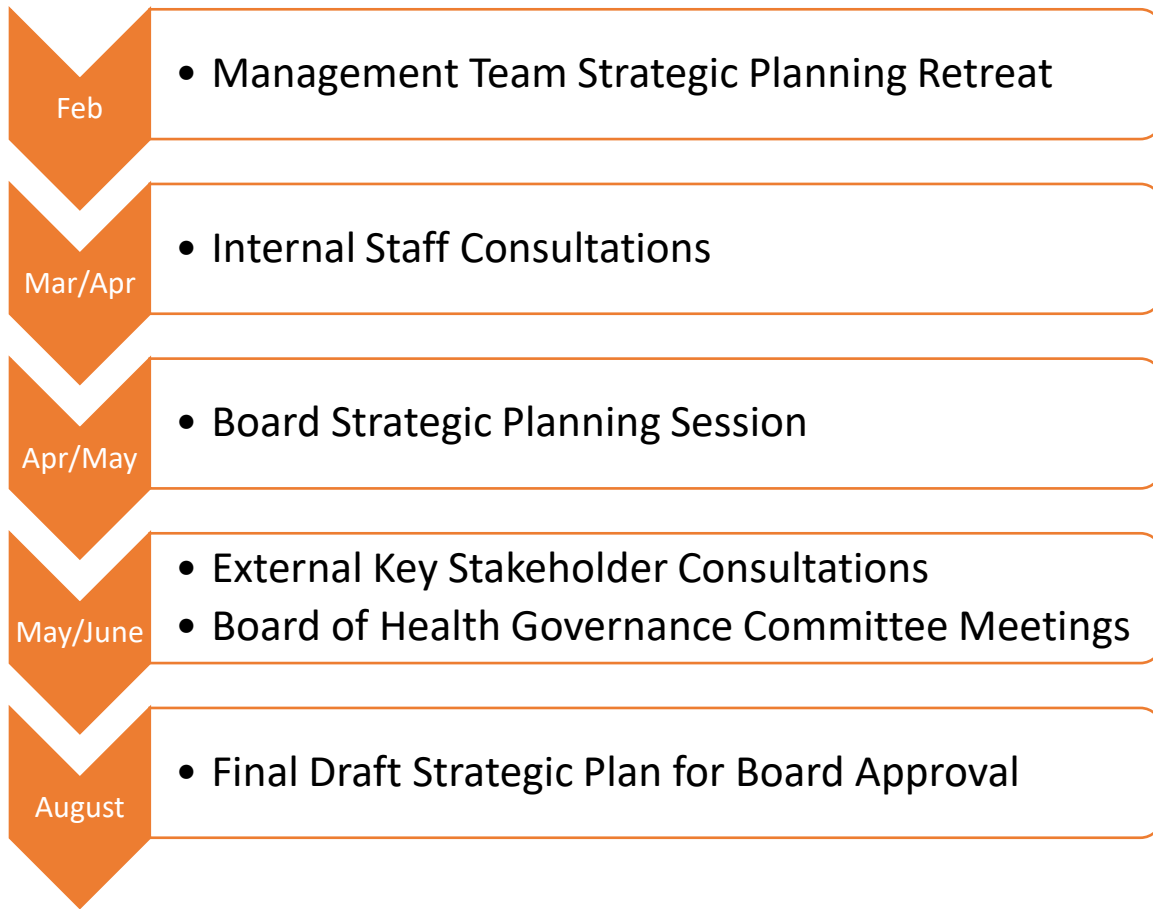 Feb
• Management Team Strategic Planning Retreat
Mar/Apr
• Internal Staff Consultations
Apr/May
• Board Strategic Planning Session
May/June
• External Key Stakeholder Consultations
• Board of Health Governance Committee Meetings
August
• Final Draft Strategic Plan for Board Approval